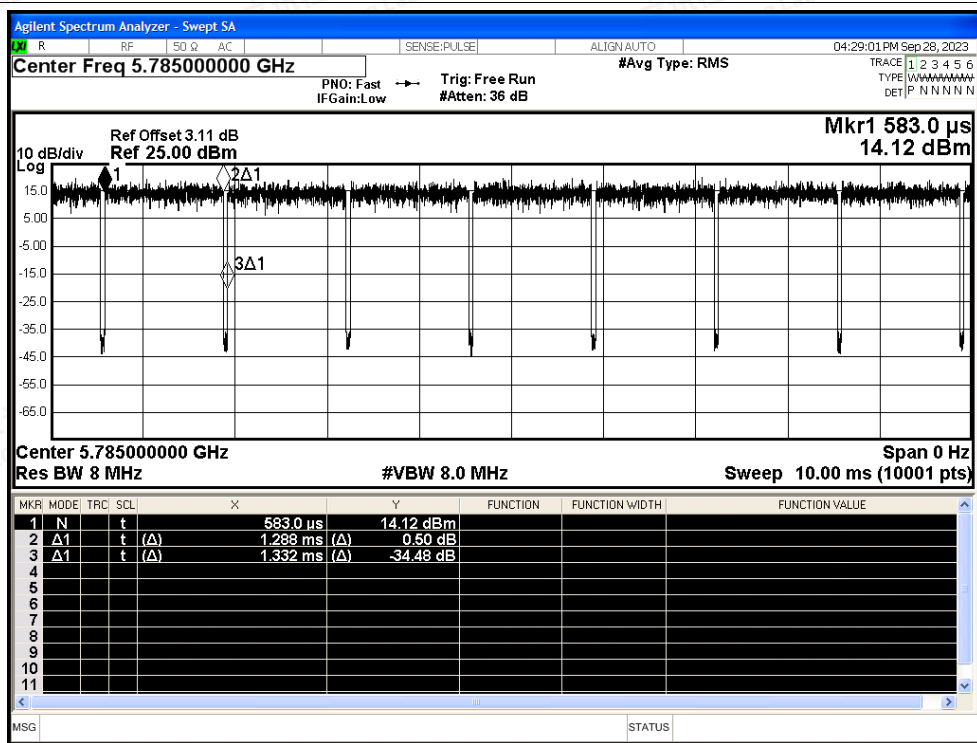 Agilent Spectrum Analyzer - Swept SA
LXI R RF 50 Ω AC SENSE:PULSE ALIGN AUTO 04:29:01 PM Sep 28, 2023
Center Freq 5.785000000 GHz
PNO: Fast
IFGain:Low
Trig: Free Run
#Atten: 36 dB
#Avg Type: RMS
TRACE 1 2 3 4 5 6
TYPE
DET P N N N N N
Mkr1 583.0 µs
14.12 dBm
Ref Offset 3.11 dB
10 dB/div Ref 25.00 dBm
Log
1
2Δ1
3Δ1
15.0
5.00
-5.00
-15.0
-25.0
-35.0
-45.0
-55.0
-65.0
Center 5.785000000 GHz Span 0 Hz
Res BW 8 MHz #VBW 8.0 MHz Sweep 10.00 ms (10001 pts)
MKR MODE TRC SCL X Y FUNCTION FUNCTION WIDTH FUNCTION VALUE
1 N t 583.0 µs 14.12 dBm
2 Δ1 t (Δ) 1.288 ms (Δ) 0.50 dB
3 Δ1 t (Δ) 1.332 ms (Δ) -34.48 dB
4
5
6
7
8
9
10
11
MSG STATUS